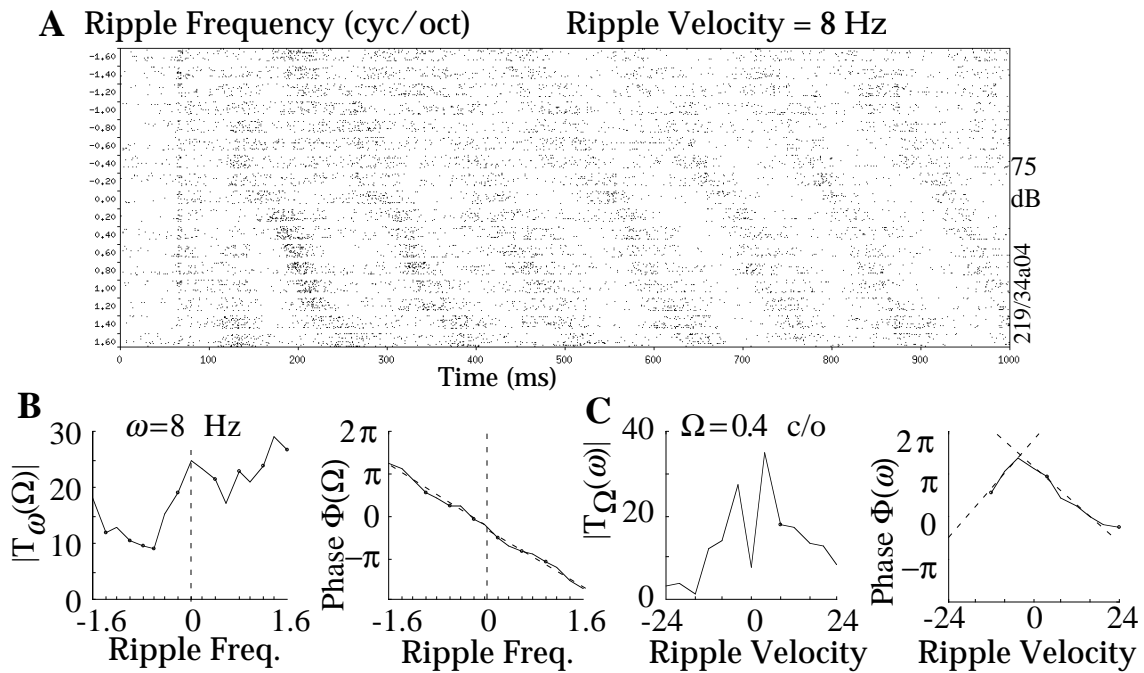 A Ripple Frequency (cyc/oct) Ripple Velocity = 8 Hz
-1.60
-1.40
-1.20
-1.00
-0.80
-0.60
-0.40
-0.20
0.00
0.20
0.40
0.60
0.80
1.00
1.20
1.40
1.60
75
dB
219/34a04
0 100 200 300 400 500 600 700 800 900 1000
Time (ms)
B
ω=8 Hz
|Tω(Ω)|
30
20
10
0
-1.6 0 1.6
Ripple Freq.
Phase Φ(Ω)
2π
π
0
−π
-1.6 0 1.6
Ripple Freq.
C
Ω=0.4 c/o
|TΩ(ω)|
40
20
0
-24 0 24
Ripple Velocity
Phase Φ(ω)
2π
π
0
−π
-24 0 24
Ripple Velocity